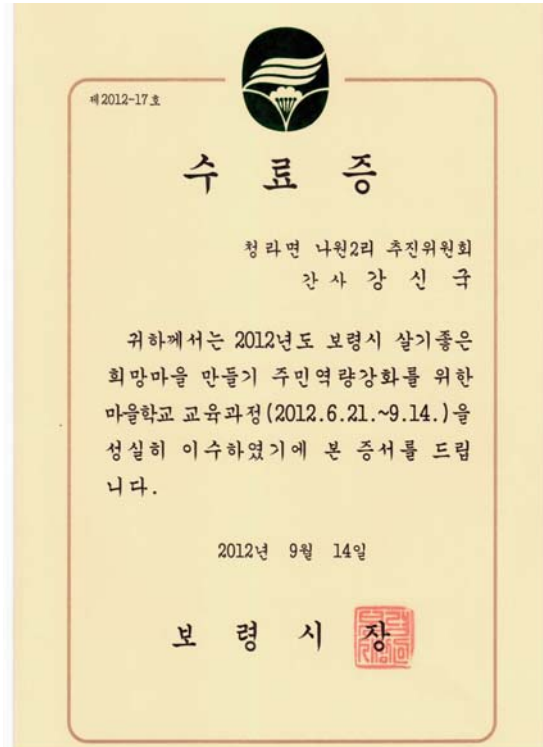 제2012-17호
수 료 증
청라면 나원2리 추진위원회
간사 강 신 국
귀하께서는 2012년도 보령시 살기좋은
희망마을 만들기 주민역량강화를 위한
마을학교 교육과정(2012.6.21.~9.14.)을
성실히 이수하였기에 본 증서를 드립
니다.
2012년 9월 14일
보 령 시 장